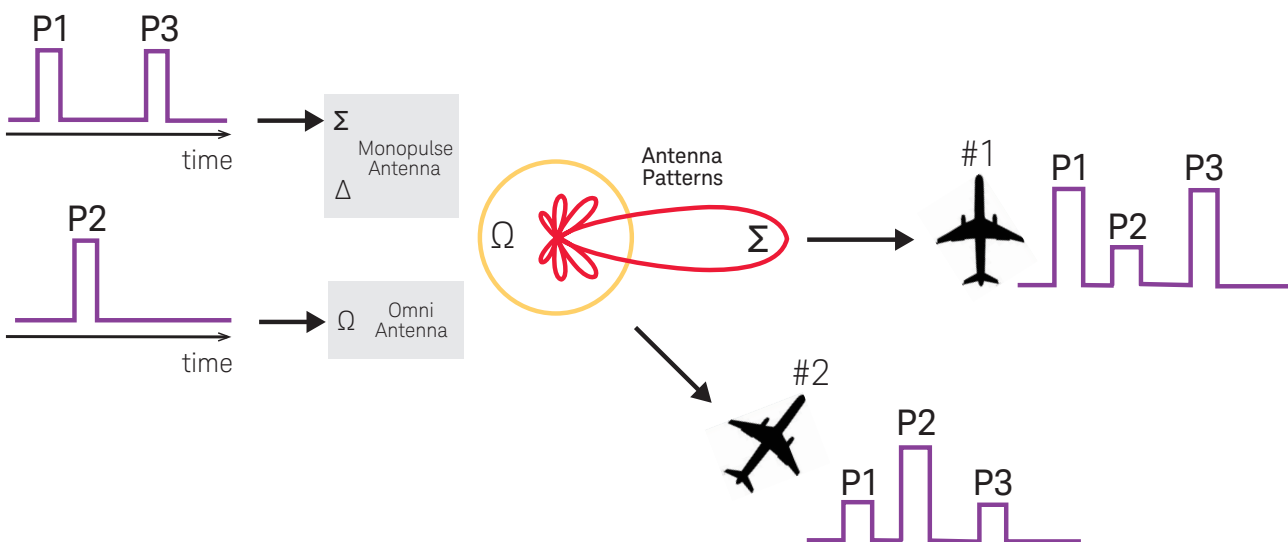 P1
P3
time
Σ
Monopulse
Antenna
Δ
P2
time
Ω
Omni
Antenna
Antenna
Patterns
Ω
Σ
#1
P1
P2
P3
#2
P1
P2
P3